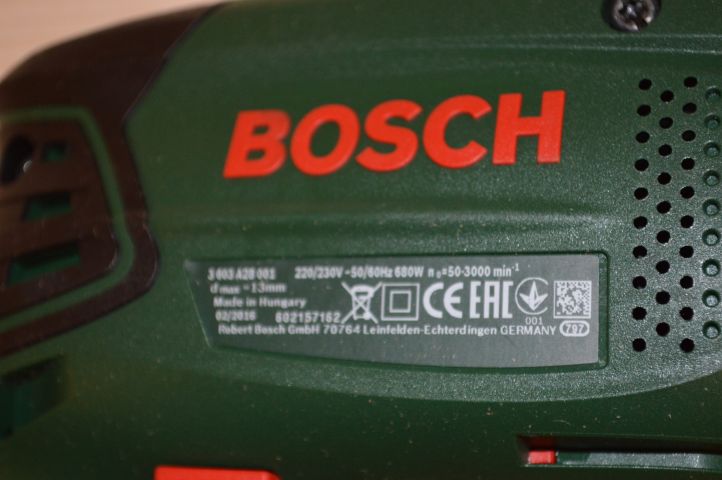 BOSCH
3 603 A28 001 220/230V ~50/60Hz 680W n₀=50-3000 min⁻¹
d max =13mm
Made in Hungary
02/2016 602157162 CE EAC 001
Robert Bosch GmbH 70764 Leinfelden-Echterdingen GERMANY 797